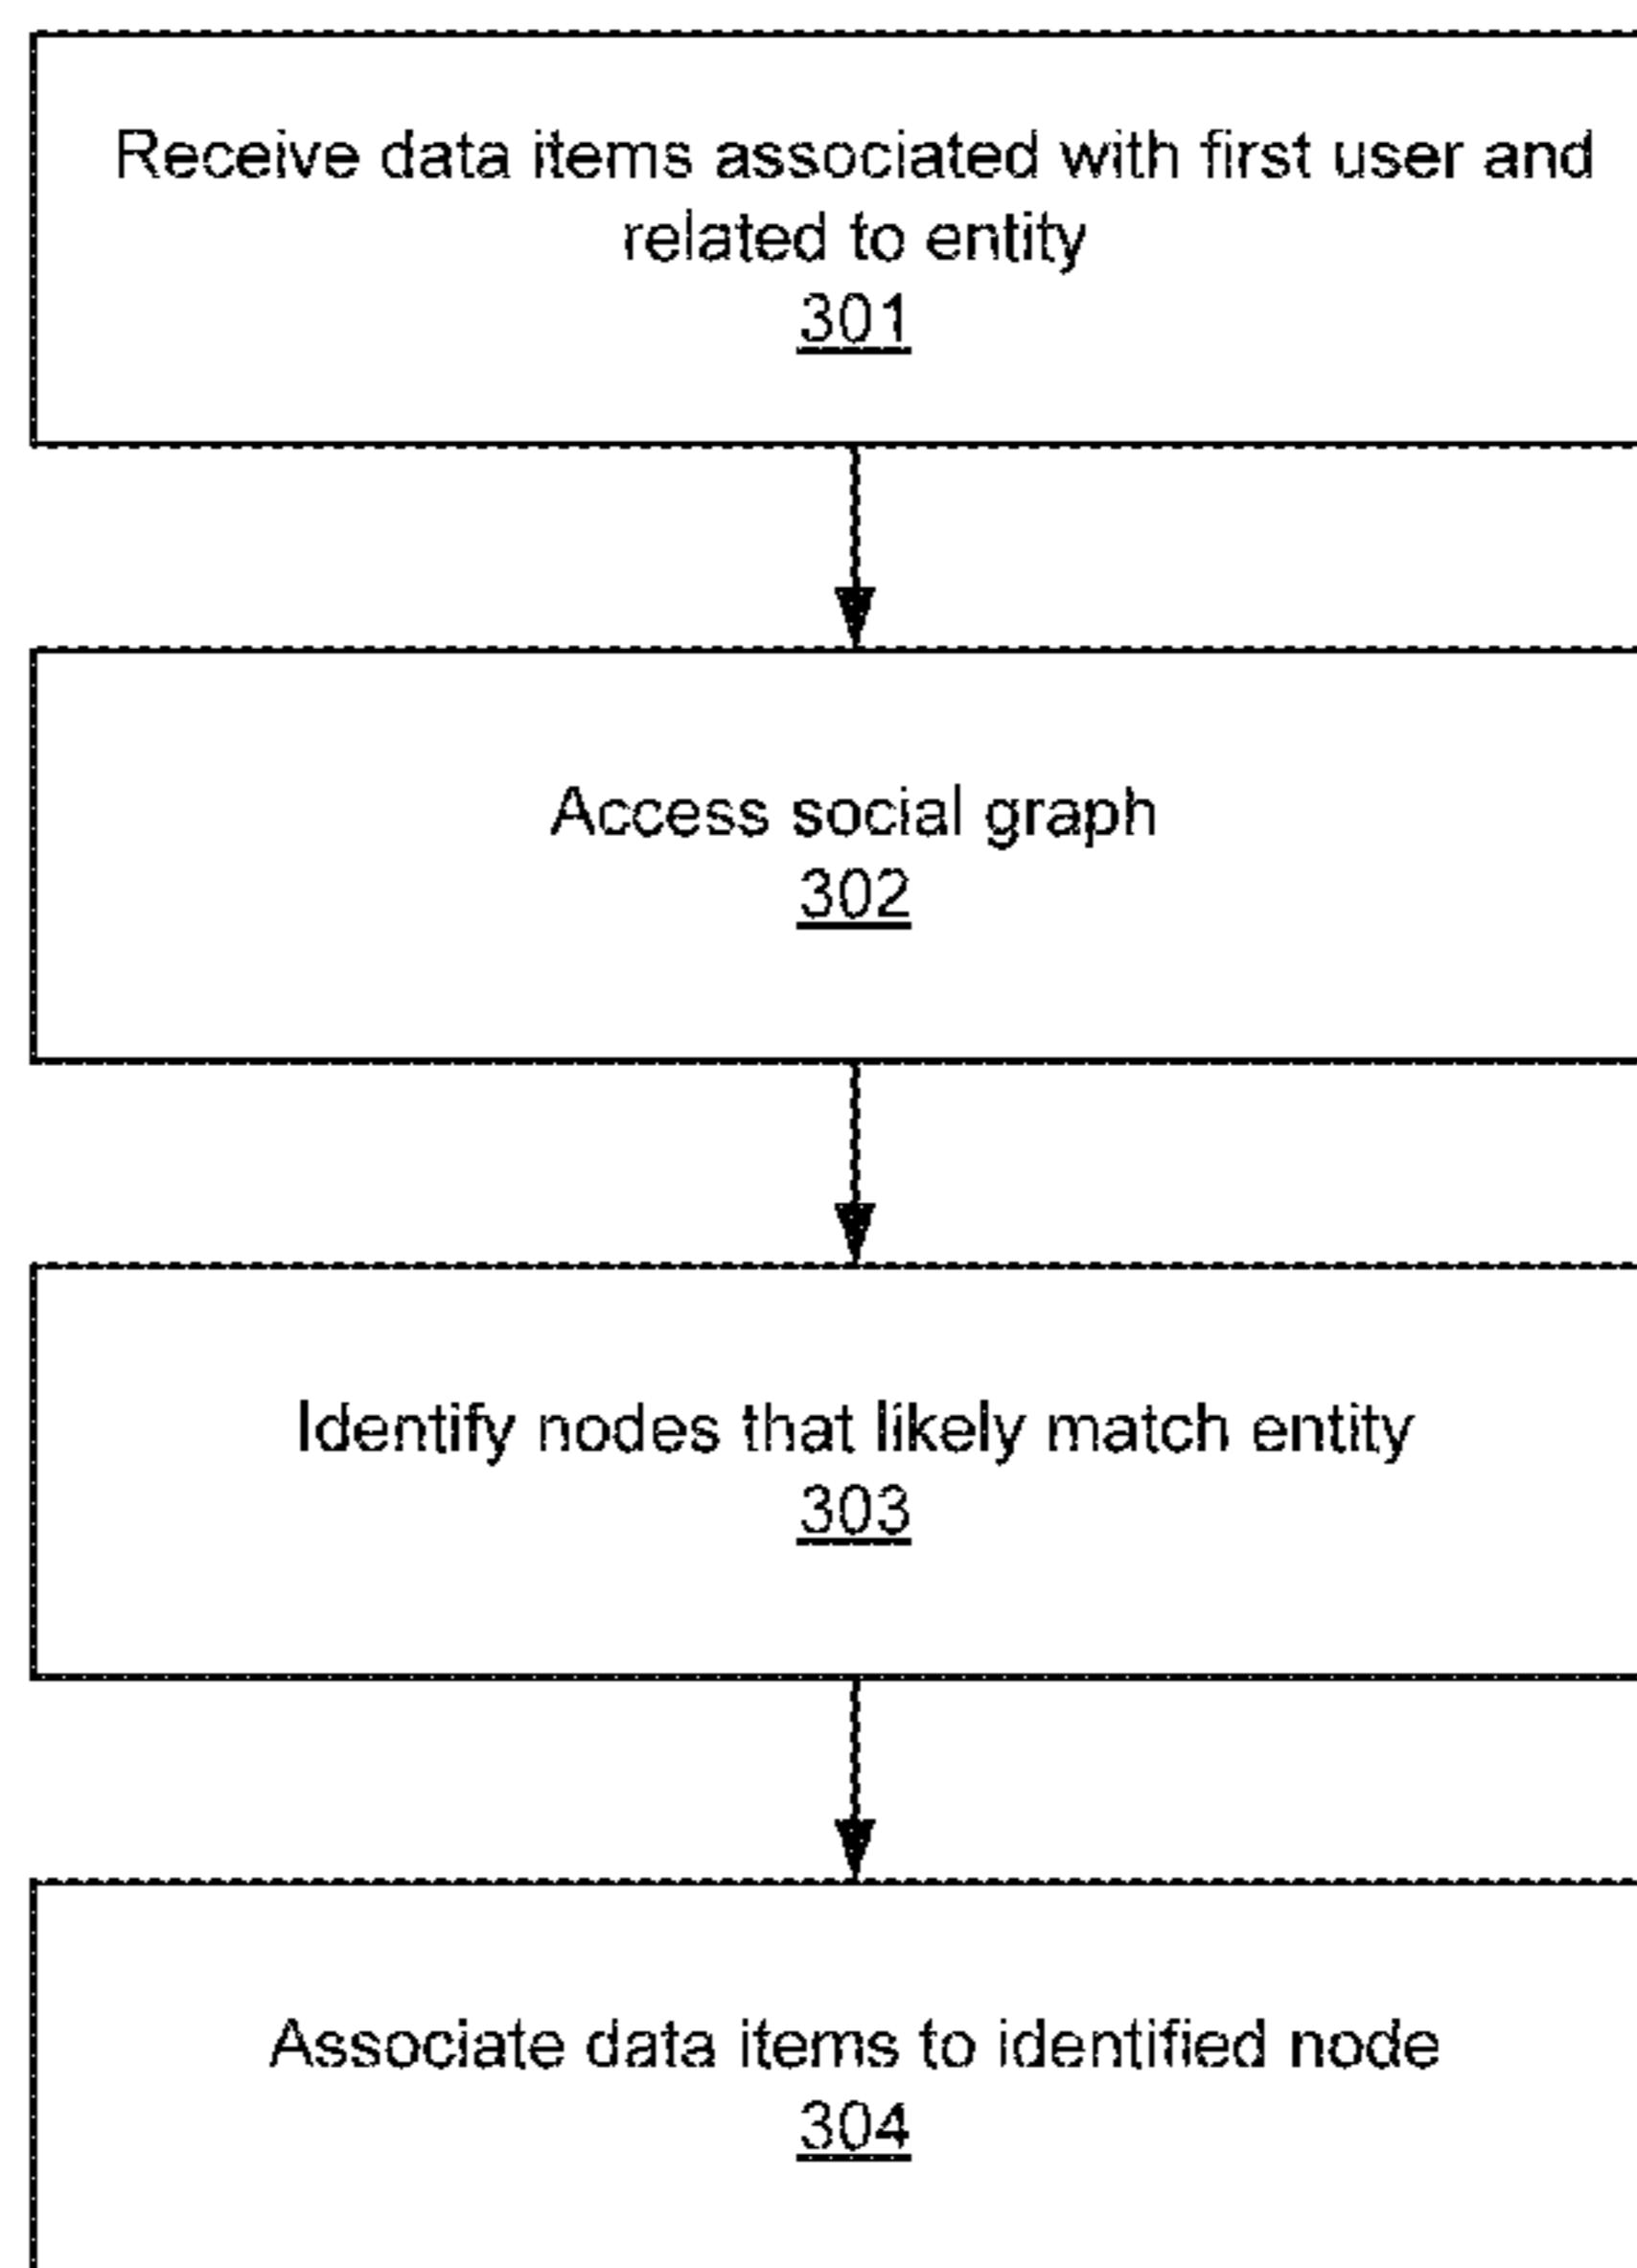 Receive data items associated with first user and
related to entity
301
Access social graph
302
Identify nodes that likely match entity
303
Associate data items to identified node
304